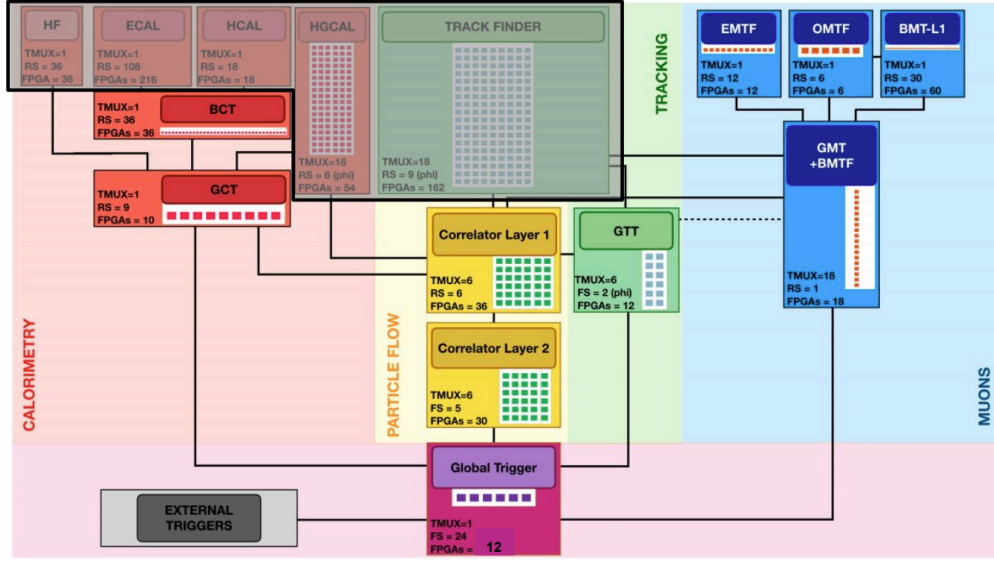 HF
TMUX=1
RS = 36
FPGA = 36
ECAL
TMUX=1
RS = 108
FPGAs = 216
HCAL
TMUX=1
RS = 18
FPGAs = 18
HGCAL
TMUX=18
RS = 6 (phi)
FPGAs = 54
TRACK FINDER
TMUX=18
RS = 9 (phi)
FPGAs = 162
TRACKING
EMTF
TMUX=1
RS = 12
FPGAs = 12
OMTF
TMUX=1
RS = 6
FPGAs = 6
BMT-L1
TMUX=1
RS = 30
FPGAs = 60
BCT
TMUX=1
RS = 36
FPGAs = 36
GCT
TMUX=1
RS = 9
FPGAs = 10
GMT
+BMTF
TMUX=18
RS = 1
FPGAs = 18
Correlator Layer 1
TMUX=6
RS = 6
FPGAs = 36
GTT
TMUX=6
FS = 2 (phi)
FPGAs = 12
Correlator Layer 2
TMUX=6
FS = 5
FPGAs = 30
CALORIMETRY
PARTICLE FLOW
MUONS
Global Trigger
TMUX=1
FS = 24
FPGAs = 12
EXTERNAL
TRIGGERS